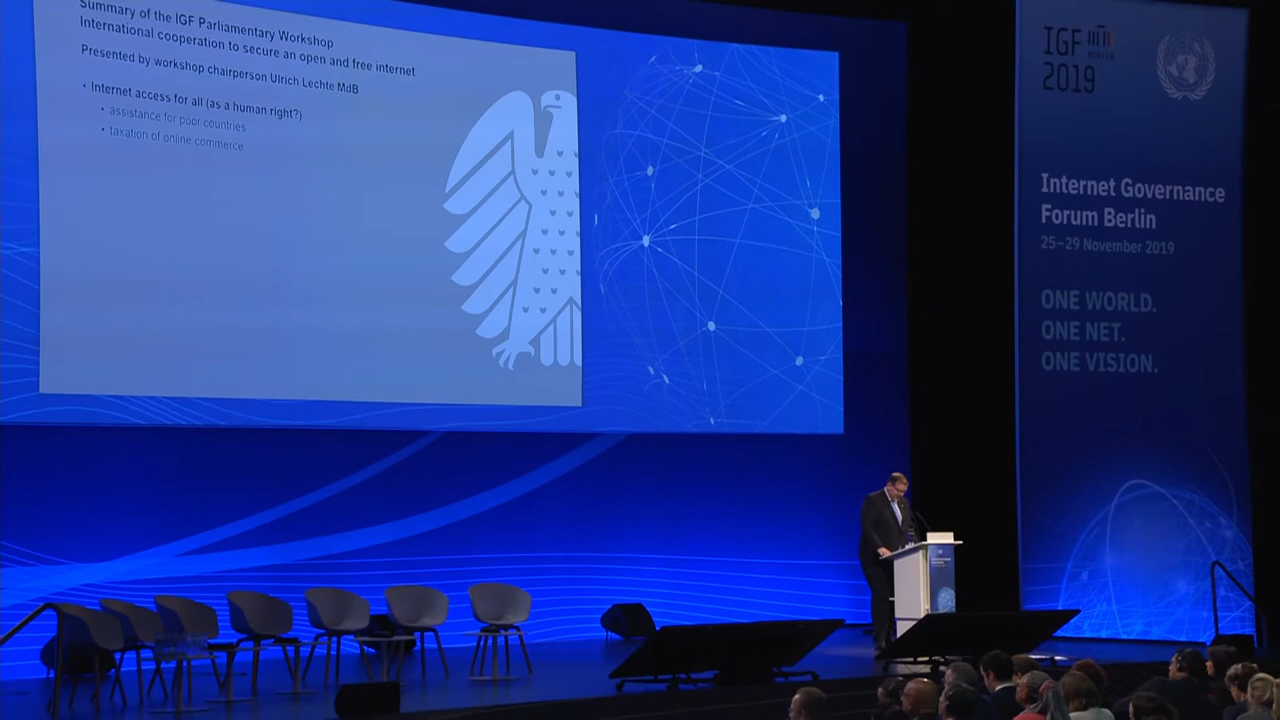 Summary of the IGF Parliamentary Workshop
International cooperation to secure an open and free internet
Presented by workshop chairperson Ulrich Lechte MdB
• Internet access for all (as a human right?)
• assistance for poor countries
• taxation of online commerce
IGF
BERLIN
2019
Internet Governance
Forum Berlin
25–29 November 2019
ONE WORLD.
ONE NET.
ONE VISION.